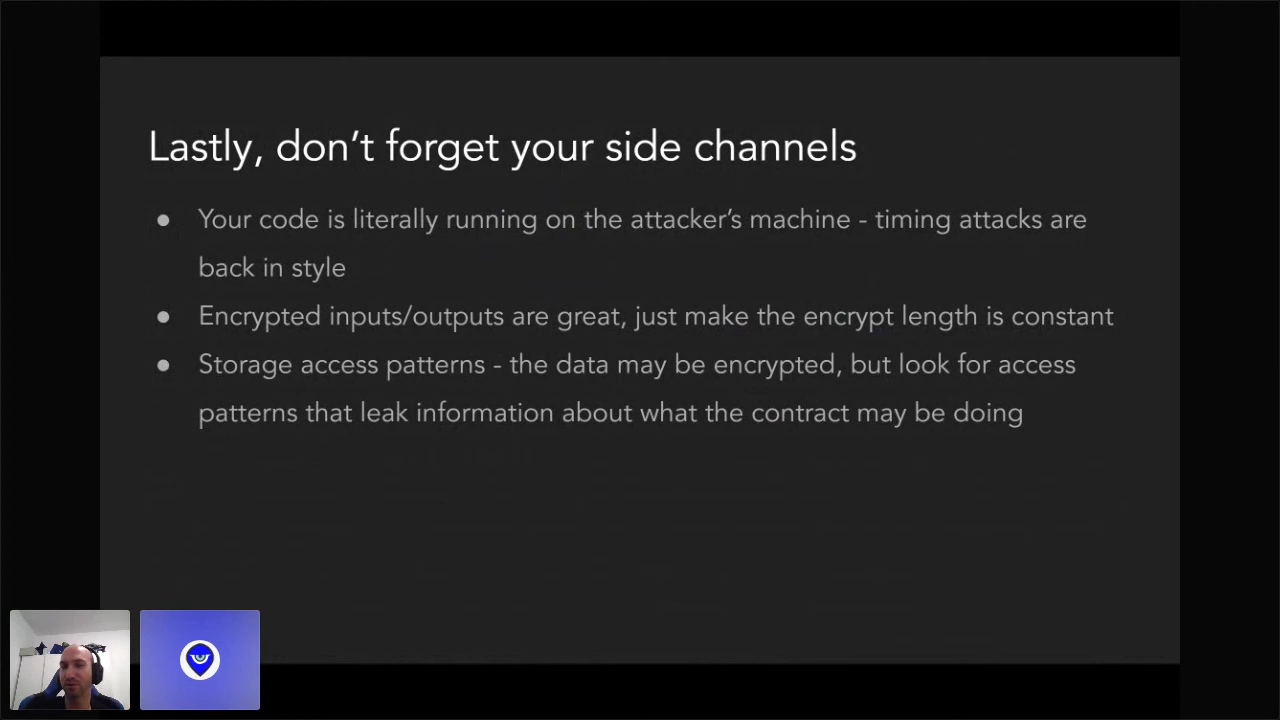 Lastly, don’t forget your side channels
● Your code is literally running on the attacker’s machine - timing attacks are
back in style
● Encrypted inputs/outputs are great, just make the encrypt length is constant
● Storage access patterns - the data may be encrypted, but look for access
patterns that leak information about what the contract may be doing